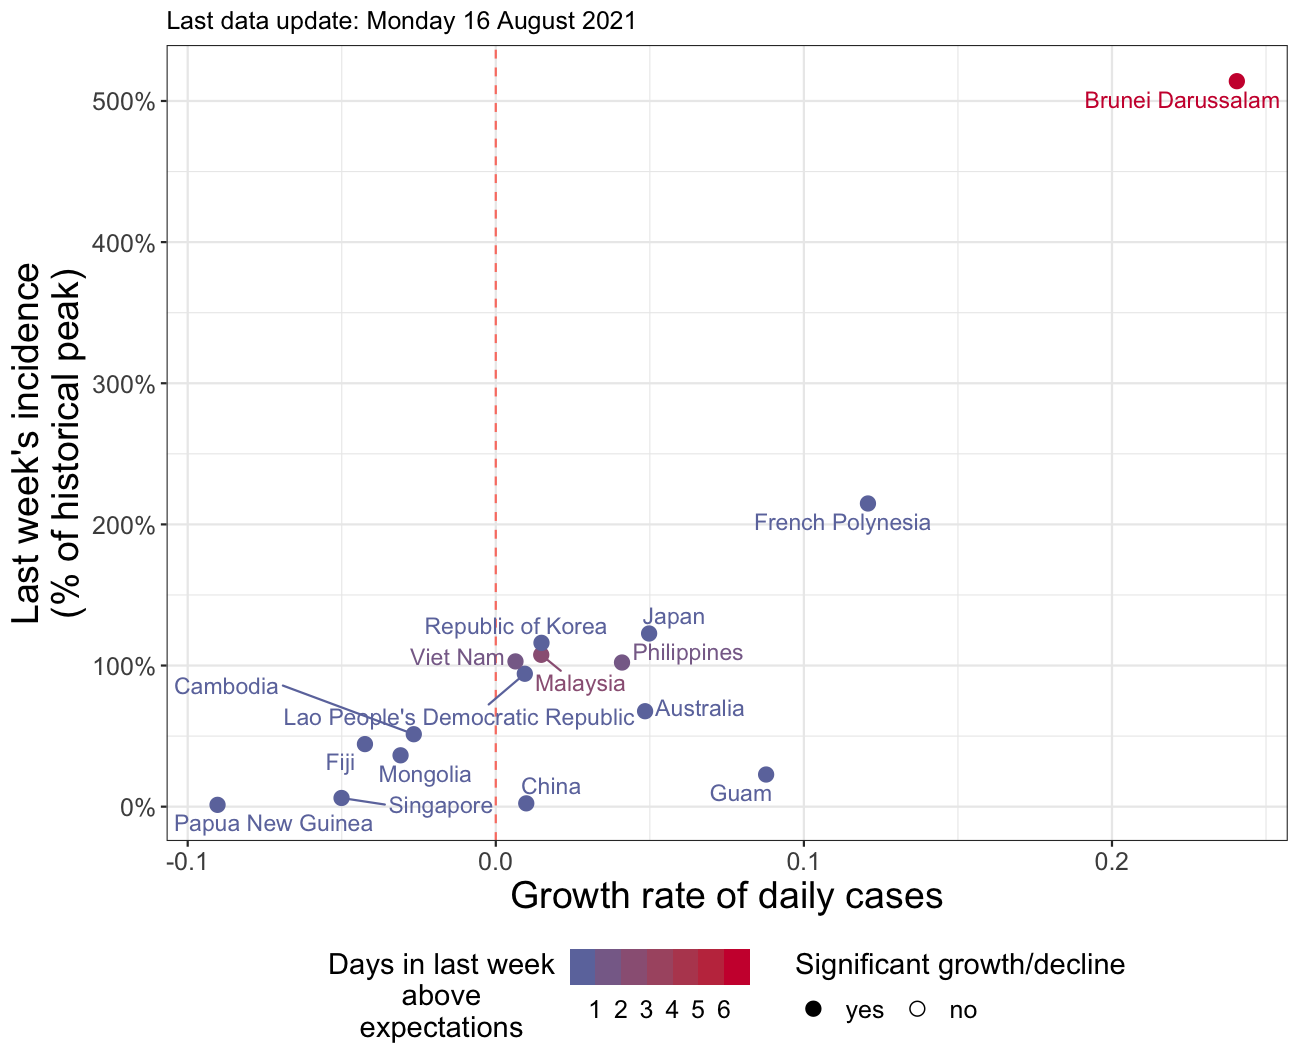 Last data update: Monday 16 August 2021
Last week's incidence
(% of historical peak)
500%
400%
300%
200%
100%
0%
Brunei Darussalam
French Polynesia
Japan
Republic of Korea
Philippines
Viet Nam
Malaysia
Cambodia
Lao People's Democratic Republic
Australia
Fiji
Mongolia
China
Guam
Singapore
Papua New Guinea
-0.1 0.0 0.1 0.2
Growth rate of daily cases
Days in last week
above
expectations
1 2 3 4 5 6
Significant growth/decline
yes no